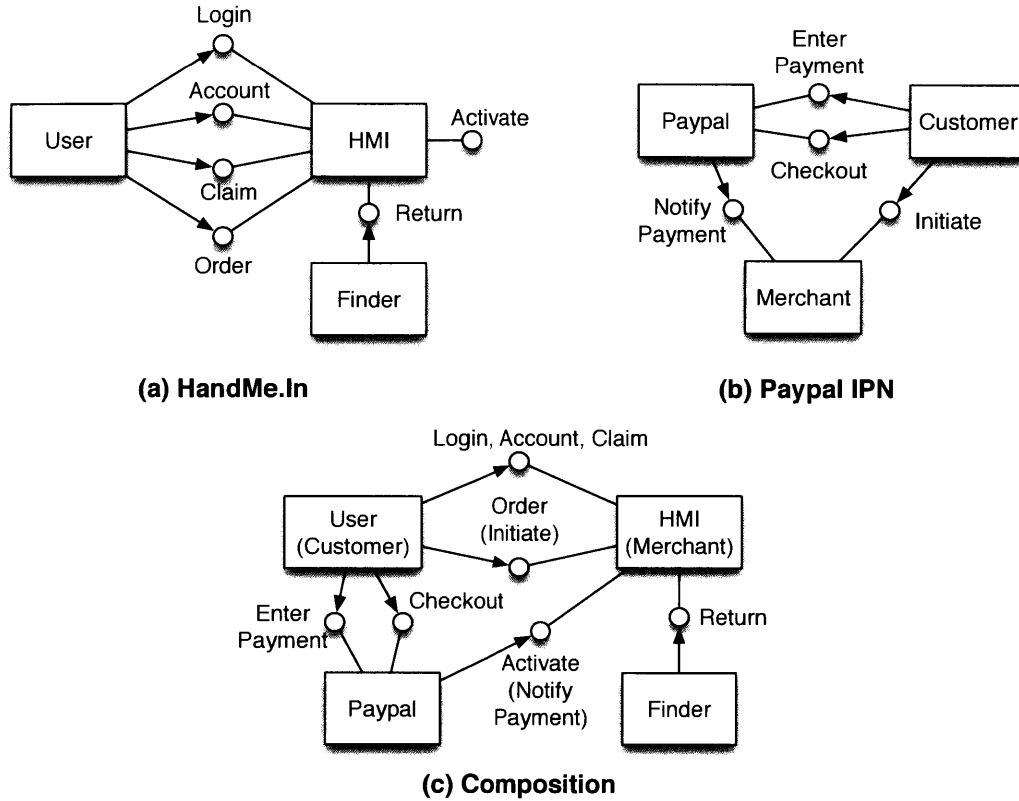 Login
Account
User
HMI
Activate
Claim
Return
Order
Finder
(a) HandMe.In
Enter
Payment
Paypal
Customer
Checkout
Notify
Payment
Initiate
Merchant
(b) Paypal IPN
Login, Account, Claim
User
(Customer)
Order
(Initiate)
HMI
(Merchant)
Enter
Payment
Checkout
Return
Activate
(Notify
Payment)
Paypal
Finder
(c) Composition